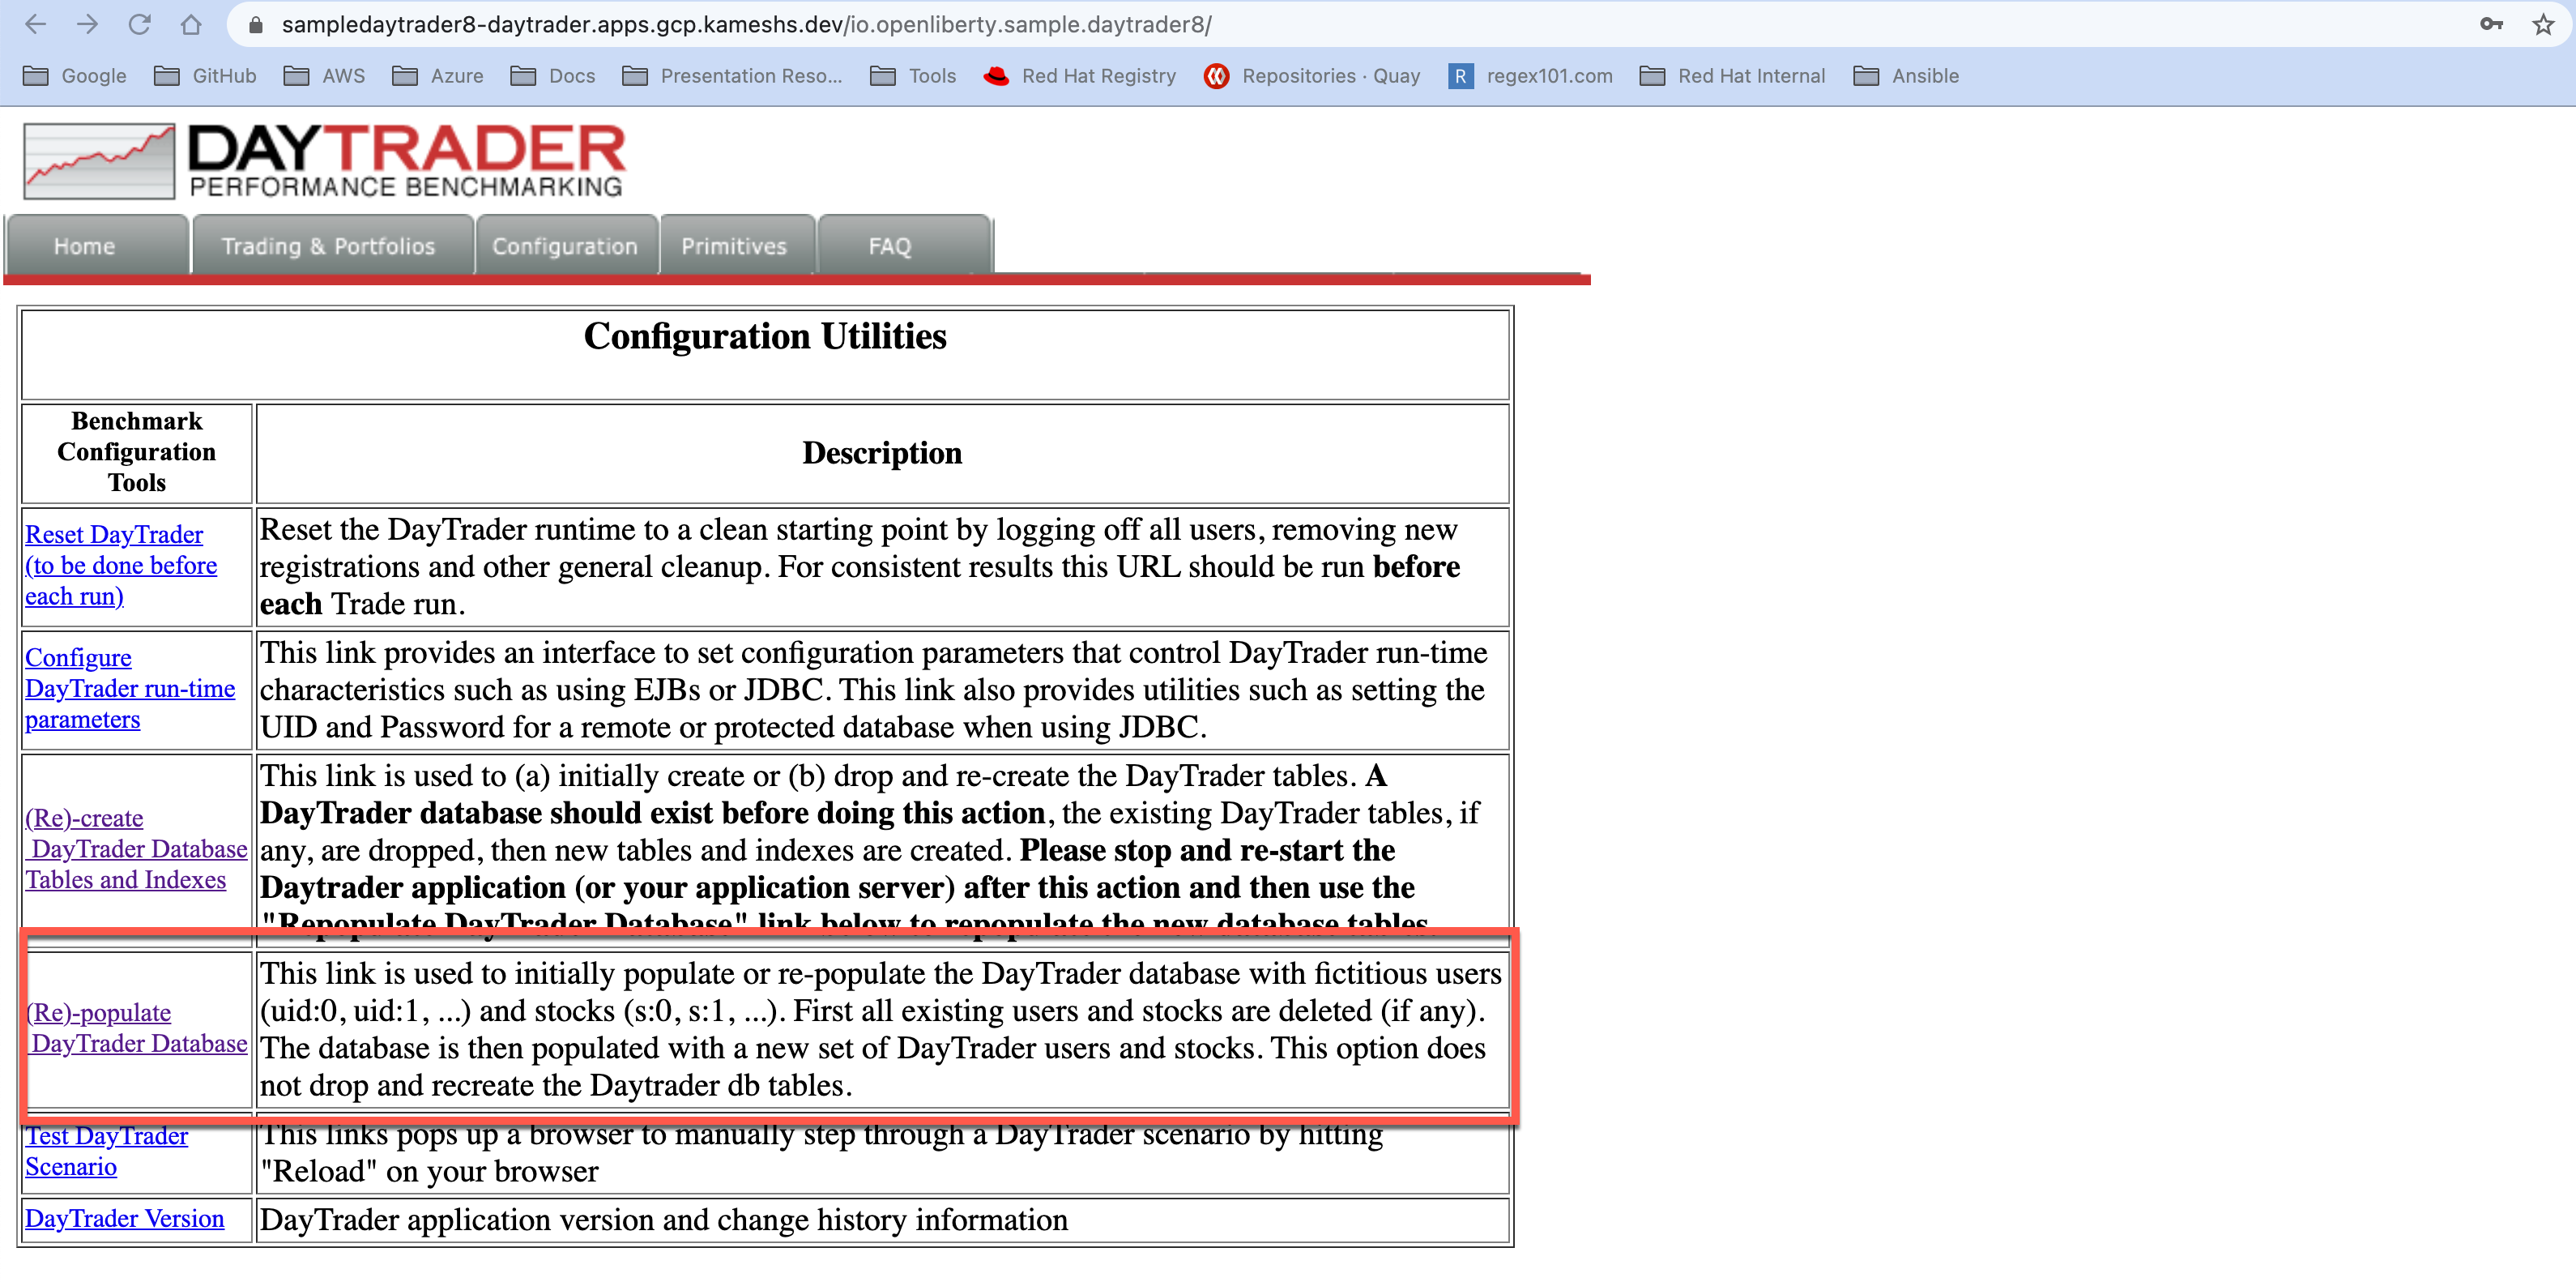 sampledaytrader8-daytrader.apps.gcp.kameshs.dev/io.openliberty.sample.daytrader8/
Google GitHub AWS Azure Docs Presentation Reso... Tools Red Hat Registry Repositories · Quay R regex101.com Red Hat Internal Ansible
DAYTRADER
PERFORMANCE BENCHMARKING
Home Trading & Portfolios Configuration Primitives FAQ
Configuration Utilities
Benchmark
Configuration
Tools
Description
Reset DayTrader
(to be done before
each run)
Reset the DayTrader runtime to a clean starting point by logging off all users, removing new
registrations and other general cleanup. For consistent results this URL should be run before
each Trade run.
Configure
DayTrader run-time
parameters
This link provides an interface to set configuration parameters that control DayTrader run-time
characteristics such as using EJBs or JDBC. This link also provides utilities such as setting the
UID and Password for a remote or protected database when using JDBC.
(Re)-create
DayTrader Database
Tables and Indexes
This link is used to (a) initially create or (b) drop and re-create the DayTrader tables. A
DayTrader database should exist before doing this action, the existing DayTrader tables, if
any, are dropped, then new tables and indexes are created. Please stop and re-start the
Daytrader application (or your application server) after this action and then use the
"Repopulate DayTrader Database" link below to repopulate the new database tables.
(Re)-populate
DayTrader Database
This link is used to initially populate or re-populate the DayTrader database with fictitious users
(uid:0, uid:1, ...) and stocks (s:0, s:1, ...). First all existing users and stocks are deleted (if any).
The database is then populated with a new set of DayTrader users and stocks. This option does
not drop and recreate the Daytrader db tables.
Test DayTrader
Scenario
This links pops up a browser to manually step through a DayTrader scenario by hitting
"Reload" on your browser
DayTrader Version
DayTrader application version and change history information